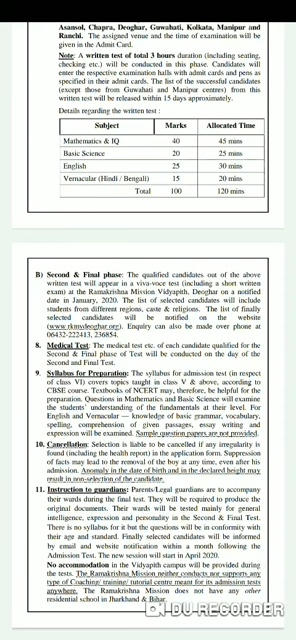 Asansol, Chapra, Deoghar, Guwahati, Kolkata, Manipur and
Ranchi. The assigned venue and the time of examination will be
given in the Admit Card.
Note: A written test of total 3 hours duration (including seating,
checking etc.) will be conducted in this phase. Candidates will
enter the respective examination halls with admit cards and pens as
specified in their admit cards. The list of the successful candidates
(except those from Guwahati and Manipur centres) from this
written test will be released within 15 days approximately.
Details regarding the written test :
Subject Marks Allocated Time
Mathematics & IQ 40 45 mins
Basic Science 20 25 mins
English 25 30 mins
Vernacular (Hindi / Bengali) 15 20 mins
Total 100 120 mins
B) Second & Final phase: The qualified candidates out of the above
written test will appear in a viva-voce test (including a short written
exam) at the Ramakrishna Mission Vidyapith, Deoghar on a notified
date in January, 2020. The list of selected candidates will include
students from different regions, caste & religions. The list of finally
selected candidates will be notified on the website
(www.rkmydeoghar.org). Enquiry can also be made over phone at
06432-222413, 236854.
8. Medical Test: The medical test etc. of each candidate qualified for the
Second & Final phase of Test will be conducted on the day of the
Second and Final Test.
9. Syllabus for Preparation: The syllabus for admission test (in respect
of class VI) covers topics taught in class V & above, according to
CBSE course. Textbooks of NCERT may, therefore, be helpful for the
preparation. Questions in Mathematics and Basic Science will examine
the students' understanding of the fundamentals at their level. For
English and Vernacular — knowledge of basic grammar, vocabulary,
spelling, comprehension of given passages, essay writing and
expression will be examined. Sample question papers are not provided.
10. Cancellation: Selection is liable to be cancelled if any irregularity is
found (including the health report) in the application form. Suppression
of facts may lead to the removal of the boy at any time, even after his
admission. Anomaly in the date of birth and in the declared height may
result in non-selection of the candidate.
11. Instruction to guardians: Parents/Legal guardians are to accompany
their wards during the final test. They will be required to produce the
original documents. Their wards will be tested mainly for general
intelligence, expression and personality in the Second & Final Test.
There is no syllabus for it but the questions will be in conformity with
their age and standard. Finally selected candidates will be informed
by email and website notification within a month following the
Admission Test. The new session will start in April 2020.
No accommodation in the Vidyapith campus will be provided during
the tests. The Ramakrishna Mission neither conducts nor supports any
type of Coaching/ training/ tutorial centre meant for its admission tests
anywhere. The Ramakrishna Mission does not have any other
residential school in Jharkhand & Bihar.
DU RECORDER